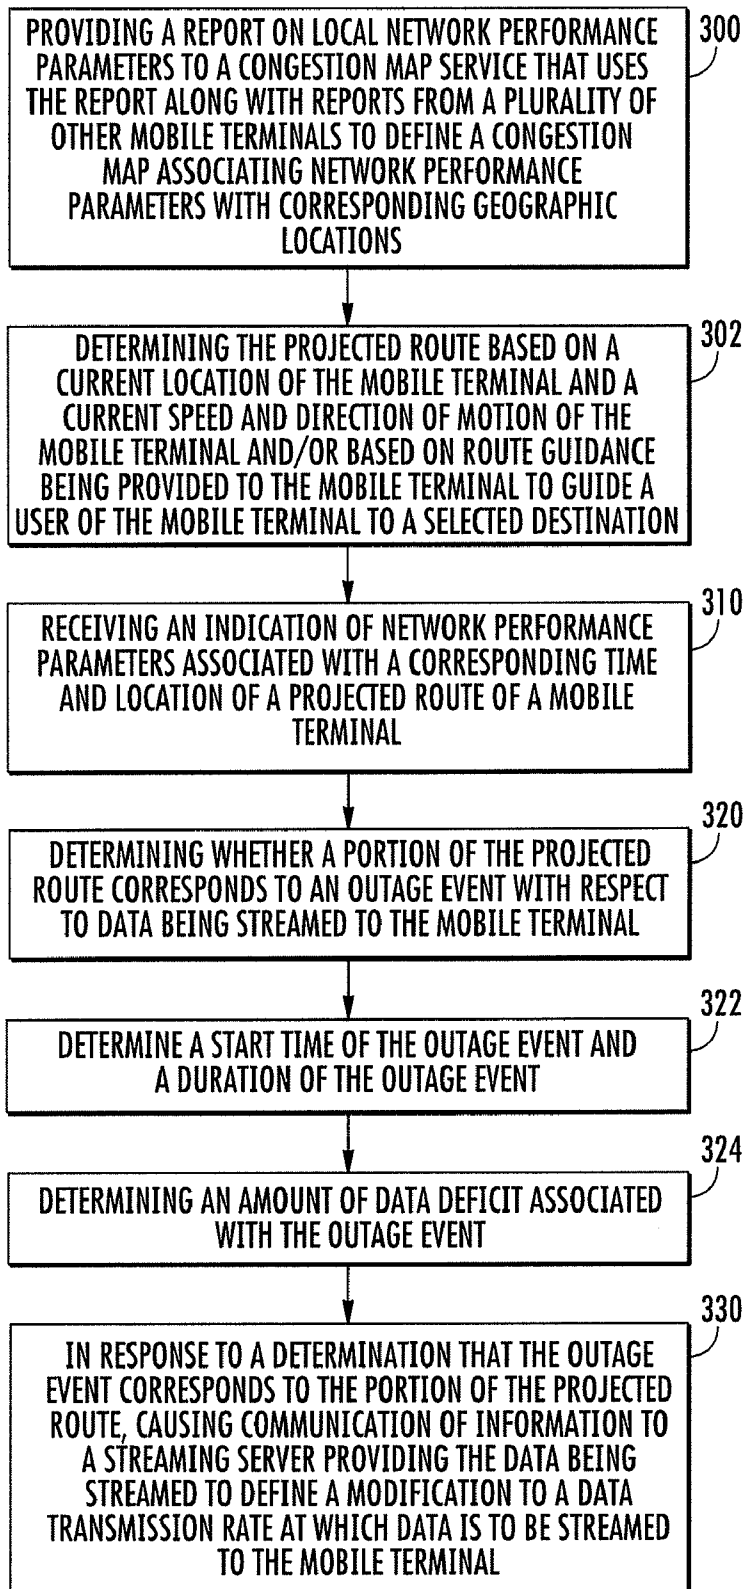 PROVIDING A REPORT ON LOCAL NETWORK PERFORMANCE
PARAMETERS TO A CONGESTION MAP SERVICE THAT USES
THE REPORT ALONG WITH REPORTS FROM A PLURALITY OF
OTHER MOBILE TERMINALS TO DEFINE A CONGESTION
MAP ASSOCIATING NETWORK PERFORMANCE
PARAMETERS WITH CORRESPONDING GEOGRAPHIC
LOCATIONS
300
DETERMINING THE PROJECTED ROUTE BASED ON A
CURRENT LOCATION OF THE MOBILE TERMINAL AND A
CURRENT SPEED AND DIRECTION OF MOTION OF THE
MOBILE TERMINAL AND/OR BASED ON ROUTE GUIDANCE
BEING PROVIDED TO THE MOBILE TERMINAL TO GUIDE A
USER OF THE MOBILE TERMINAL TO A SELECTED DESTINATION
302
RECEIVING AN INDICATION OF NETWORK PERFORMANCE
PARAMETERS ASSOCIATED WITH A CORRESPONDING TIME
AND LOCATION OF A PROJECTED ROUTE OF A MOBILE
TERMINAL
310
DETERMINING WHETHER A PORTION OF THE PROJECTED
ROUTE CORRESPONDS TO AN OUTAGE EVENT WITH RESPECT
TO DATA BEING STREAMED TO THE MOBILE TERMINAL
320
DETERMINE A START TIME OF THE OUTAGE EVENT AND
A DURATION OF THE OUTAGE EVENT
322
DETERMINING AN AMOUNT OF DATA DEFICIT ASSOCIATED
WITH THE OUTAGE EVENT
324
IN RESPONSE TO A DETERMINATION THAT THE OUTAGE
EVENT CORRESPONDS TO THE PORTION OF THE PROJECTED
ROUTE, CAUSING COMMUNICATION OF INFORMATION TO
A STREAMING SERVER PROVIDING THE DATA BEING
STREAMED TO DEFINE A MODIFICATION TO A DATA
TRANSMISSION RATE AT WHICH DATA IS TO BE STREAMED
TO THE MOBILE TERMINAL
330